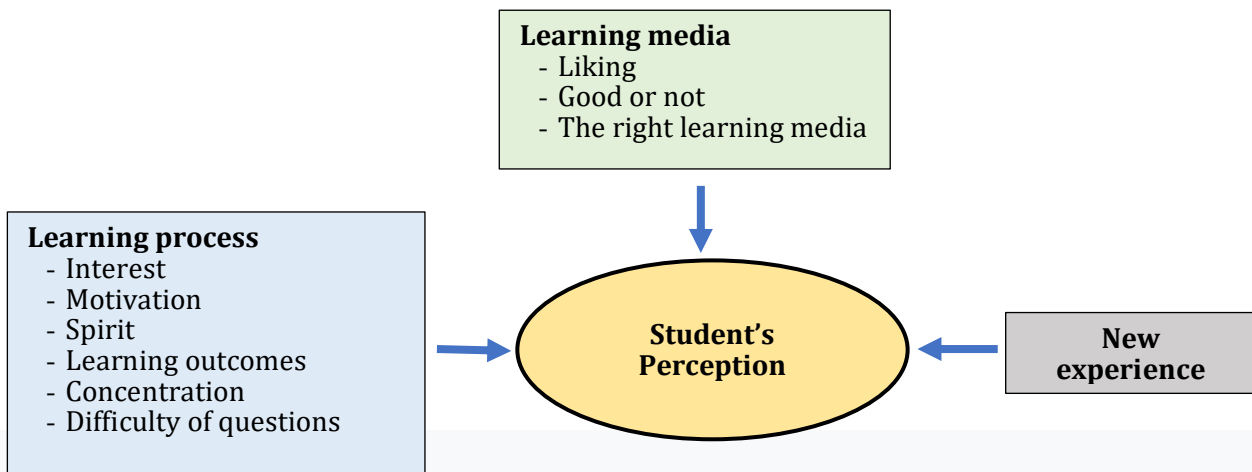 Learning media
- Liking
- Good or not
- The right learning media
Learning process
- Interest
- Motivation
- Spirit
- Learning outcomes
- Concentration
- Difficulty of questions
Student’s
Perception
New
experience